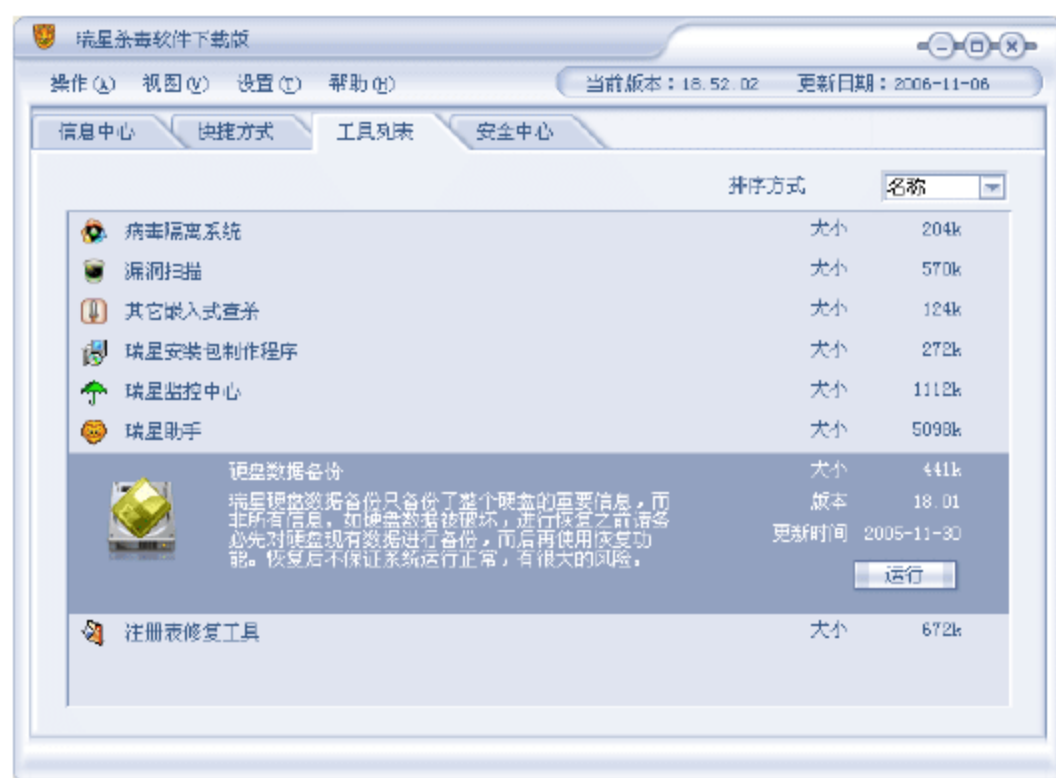 瑞星杀毒软件下载版
操作(A) 视图(V) 设置(T) 帮助(H) 当前版本：18.52.02 更新日期：2006-11-06
信息中心 快捷方式 工具列表 安全中心
排序方式 名称
病毒隔离系统 大小 204k
漏洞扫描 大小 570k
其它嵌入式查杀 大小 124k
瑞星安装包制作程序 大小 272k
瑞星监控中心 大小 1112k
瑞星助手 大小 5098k
硬盘数据备份 大小 441k
瑞星硬盘数据备份只备份了整个硬盘的重要信息，而 版本 18.01
非所有信息。如硬盘数据被破坏，进行恢复之前请务
必先对硬盘现有数据进行备份，而后再使用恢复功 更新时间 2005-11-30
能。恢复后不保证系统运行正常，有很大的风险。
运行
注册表修复工具 大小 672k